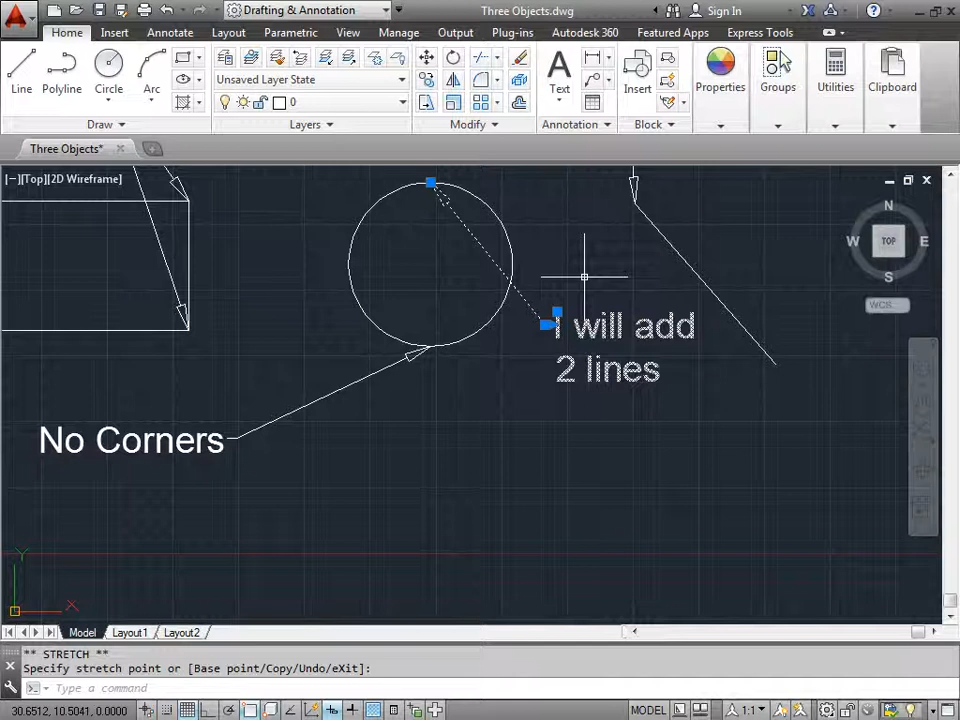 Drafting & Annotation
Three Objects.dwg
Sign In
Home Insert Annotate Layout Parametric View Manage Output Plug-ins Autodesk 360 Featured Apps Express Tools
Line
Polyline
Circle
Arc
Draw
Unsaved Layer State
0
Layers
Modify
Text
Annotation
Insert
Block
Properties
Groups
Utilities
Clipboard
Three Objects*
[−][Top][2D Wireframe]
N
W TOP E
S
WCS
I will add
2 lines
No Corners
Y
X
Model Layout1 Layout2
** STRETCH **
Specify stretch point or [Base point/Copy/Undo/eXit]:
Type a command
30.6512, 10.5041, 0.0000
MODEL
1:1